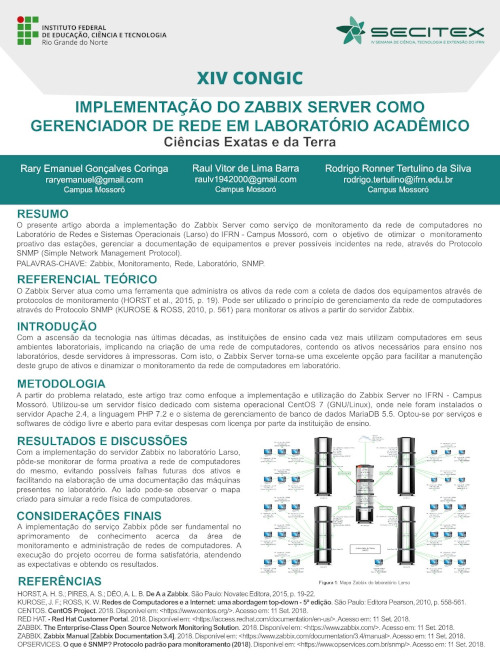 INSTITUTO FEDERAL
DE EDUCAÇÃO, CIÊNCIA E TECNOLOGIA
Rio Grande do Norte
SECITEX
IV SEMANA DE CIÊNCIA, TECNOLOGIA E EXTENSÃO DO IFRN
XIV CONGIC
IMPLEMENTAÇÃO DO ZABBIX SERVER COMO
GERENCIADOR DE REDE EM LABORATÓRIO ACADÊMICO
Ciências Exatas e da Terra
Rary Emanuel Gonçalves Coringa
raryemanuel@gmail.com
Campus Mossoró
Raul Vitor de Lima Barra
raulv1942000@gmail.com
Campus Mossoró
Rodrigo Ronner Tertulino da Silva
rodrigo.tertulino@ifrn.edu.br
Campus Mossoró
RESUMO
O presente artigo aborda a implementação do Zabbix Server como serviço de monitoração da rede de computadores no
Laboratório de Redes e Sistemas Operacionais (Larso) do IFRN - Campus Mossoró, com o objetivo de otimizar o monitoramento
proativo das estações, gerenciar a documentação de equipamentos e prever possíveis incidentes na rede, através do Protocolo
SNMP (Simple Network Management Protocol).
PALAVRAS-CHAVE: Zabbix, Monitoramento, Rede, Laboratório, SNMP.
REFERENCIAL TEÓRICO
O Zabbix Server atua como uma ferramenta que administra os ativos da rede com a coleta de dados dos equipamentos através de
protocolos de monitoramento (HORST et al., 2015, p. 19). Pode ser utilizado o princípio de gerenciamento da rede de computadores
através do Protocolo SNMP (KUROSE & ROSS, 2010, p. 561) para monitorar os ativos a partir do servidor Zabbix.
INTRODUÇÃO
Com a ascensão da tecnologia nas últimas décadas, as instituições de ensino cada vez mais utilizam computadores em seus
ambientes laboratoriais, implicando na criação de uma rede de computadores, contendo os ativos necessários para ensino nos
laboratórios, desde servidores à impressoras. Com isto, o Zabbix Server torna-se uma excelente opção para facilitar a manutenção
deste grupo de ativos e dinamizar o monitoramento da rede de computadores em laboratório.
METODOLOGIA
A partir do problema relatado, este artigo traz como enfoque a implementação e utilização do Zabbix Server no IFRN - Campus
Mossoró. Utilizou-se um servidor físico dedicado com sistema operacional CentOS 7 (GNU/Linux), onde nele foram instalados o
servidor Apache 2.4, a linguagem PHP 7.2 e o sistema de gerenciamento de banco de dados MariaDB 5.5. Optou-se por serviços e
softwares de código livre e aberto para evitar despesas com licença por parte da instituição de ensino.
RESULTADOS E DISCUSSÕES
Com a implementação do servidor Zabbix no laboratório Larso,
pôde-se monitorar de forma proativa a rede de computadores
do mesmo, evitando possíveis falhas futuras dos ativos e
facilitando na elaboração de uma documentação das máquinas
presentes no laboratório. Ao lado pode-se observar o mapa
criado para simular a rede física de computadores.
CONSIDERAÇÕES FINAIS
A implementação do serviço Zabbix pôde ser fundamental no
aprimoramento de conhecimento acerca da área de
monitoramento e administração de redes de computadores. A
execução do projeto ocorreu de forma satisfatória, atendendo
as expectativas e obtendo os resultados.
Figura 1: Mapa Zabbix do laboratório Larso
REFERÊNCIAS
HORST, A. H. S.; PIRES, A. S.; DÉO, A. L. B. De A a Zabbix. São Paulo: Novatec Editora, 2015, p. 19-22.
KUROSE, J. F.; ROSS, K. W. Redes de Computadores e a Internet: uma abordagem top-down - 5ª edição. São Paulo: Editora Pearson, 2010, p. 558-561.
CENTOS. CentOS Project. 2018. Disponível em: <https://www.centos.org/>. Acesso em: 11 Set. 2018.
RED HAT. - Red Hat Customer Portal. 2018. Disponível em: <https://access.redhat.com/documentation/en-us/>. Acesso em: 11 Set. 2018.
ZABBIX. The Enterprise-Class Open Source Network Monitoring Solution. 2018. Disponível em: <https://www.zabbix.com/>. Acesso em: 11 Set. 2018.
ZABBIX. Zabbix Manual [Zabbix Documentation 3.4]. 2018. Disponível em: <https://www.zabbix.com/documentation/3.4/manual>. Acesso em: 11 Set. 2018.
OPSERVICES. O que é SNMP? Protocolo padrão para monitoramento (2018). Disponível em: <https://www.opservices.com.br/snmp/>. Acesso em: 11 Set. 2018.